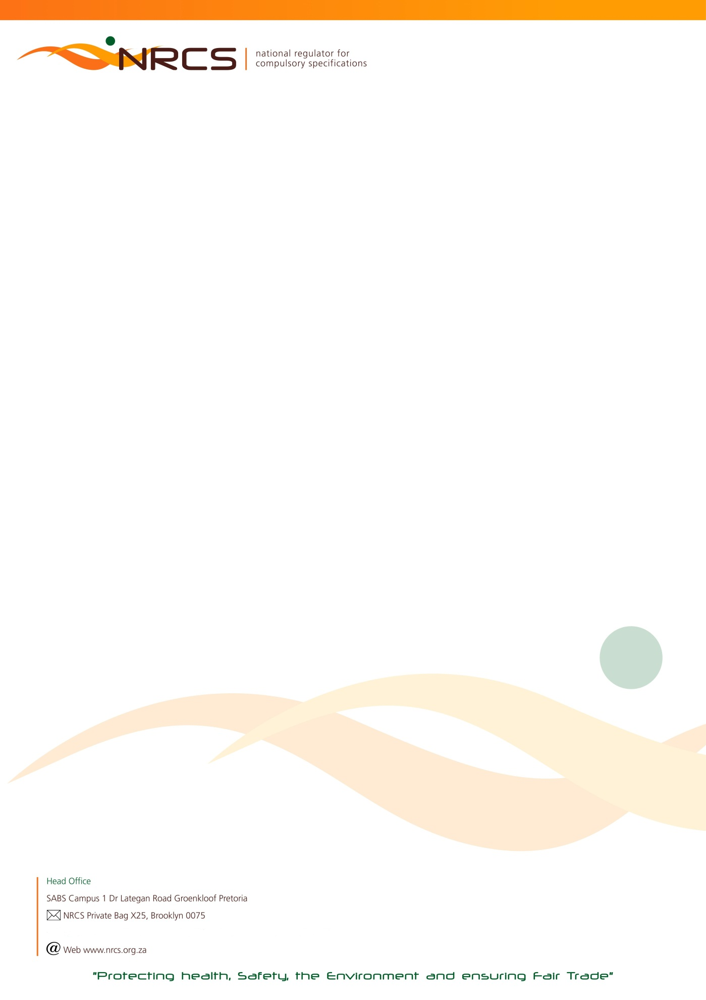 NRCS
national regulator for
compulsory specifications
Head Office
SABS Campus 1 Dr Lategan Road Groenkloof Pretoria
NRCS Private Bag X25, Brooklyn 0075
@ Web www.nrcs.org.za
"Protecting health, Safety, the Environment and ensuring Fair Trade"